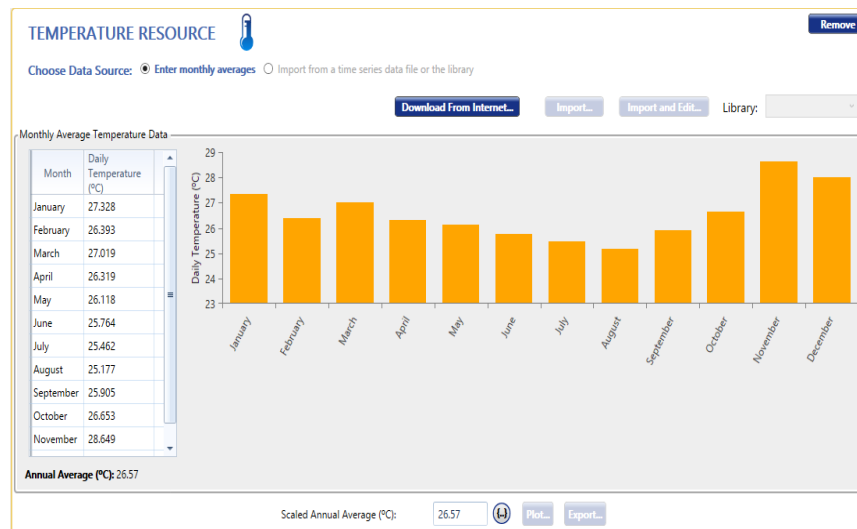 TEMPERATURE RESOURCE
Remove
Choose Data Source: Enter monthly averages Import from a time series data file or the library
Download From Internet... Import... Import and Edit... Library:
Monthly Average Temperature Data
Month Daily Temperature (ºC)
January 27.328
February 26.393
March 27.019
April 26.319
May 26.118
June 25.764
July 25.462
August 25.177
September 25.905
October 26.653
November 28.649
Annual Average (ºC): 26.57
Daily Temperature (ºC)
29
28
27
26
25
24
23
January February March April May June July August September October November December
Scaled Annual Average (ºC): 26.57 {..} Plot... Export...